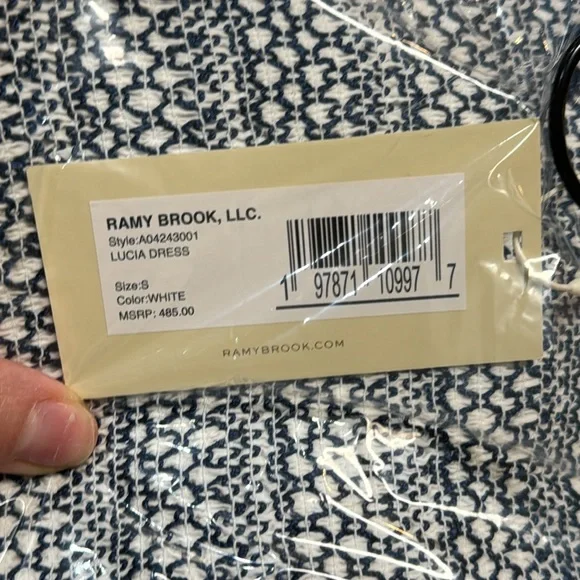 RAMY BROOK, LLC.
Style:A04243001
LUCIA DRESS
Size:S
Color:WHITE
MSRP: 485.00
1 97871 10997 7
RAMYBROOK.COM